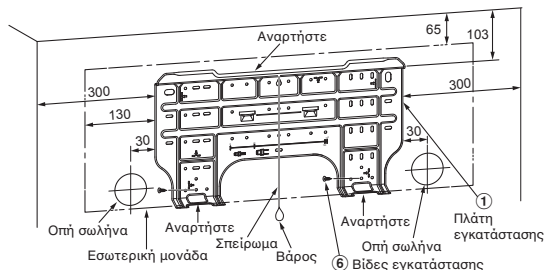 65
103
Αναρτήστε
300
300
130
30
30
① Πλάτη
εγκατάστασης
Οπή σωλήνα
Αναρτήστε
Αναρτήστε
Εσωτερική μονάδα
Σπείρωμα
Βάρος
Οπή σωλήνα
⑥ Βίδες εγκατάστασης